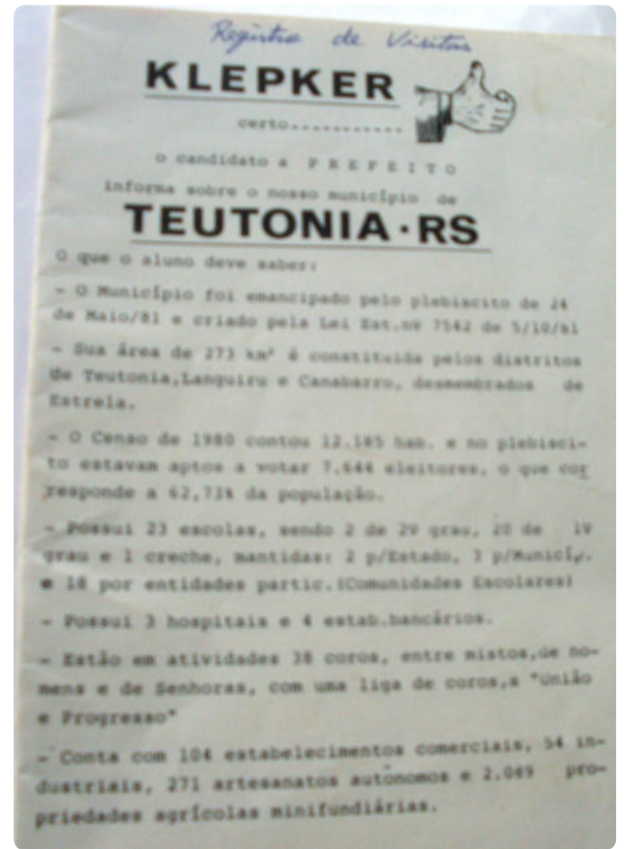 Registro de Visitas
KLEPKER
certo...........
o candidato a P R E F E I T O
informa sobre o nosso município de
TEUTONIA·RS
O que o aluno deve saber:
- O Município foi emancipado pelo plebiscito de 24
de Maio/81 e criado pela Lei Est.nº 7542 de 5/10/81
- Sua área de 273 km² é constituida pelos distritos
de Teutonia,Languiru e Canabarro, desmembrados de
Estrela.
- O Censo de 1980 contou 12.185 hab. e no plebisci-
to estavam aptos a votar 7.644 eleitores, o que cor
responde a 62,73% da população.
- Possui 23 escolas, sendo 2 de 2º grau, 20 de 1º
grau e 1 creche, mantidas: 2 p/Estado, 3 p/Municíp.
e 18 por entidades partic.(Comunidades Escolares)
- Possui 3 hospitais e 4 estab.bancários.
- Estão em atividades 38 coros, entre mistos,de ho-
mens e de Senhoras, com uma liga de coros,a "União
e Progresso"
- Conta com 104 estabelecimentos comerciais, 54 in-
dustriais, 271 artesanatos autônomos e 2.069 pro-
priedades agrícolas minifundiárias.